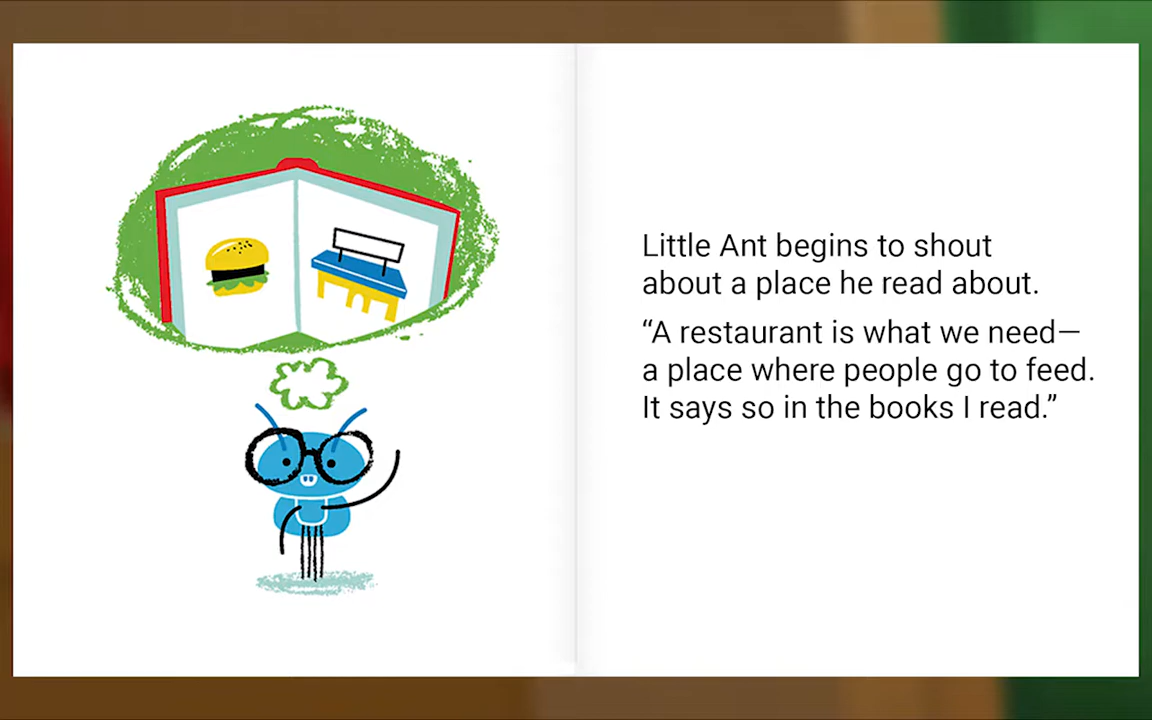 Little Ant begins to shout
about a place he read about.
“A restaurant is what we need—
a place where people go to feed.
It says so in the books I read.”